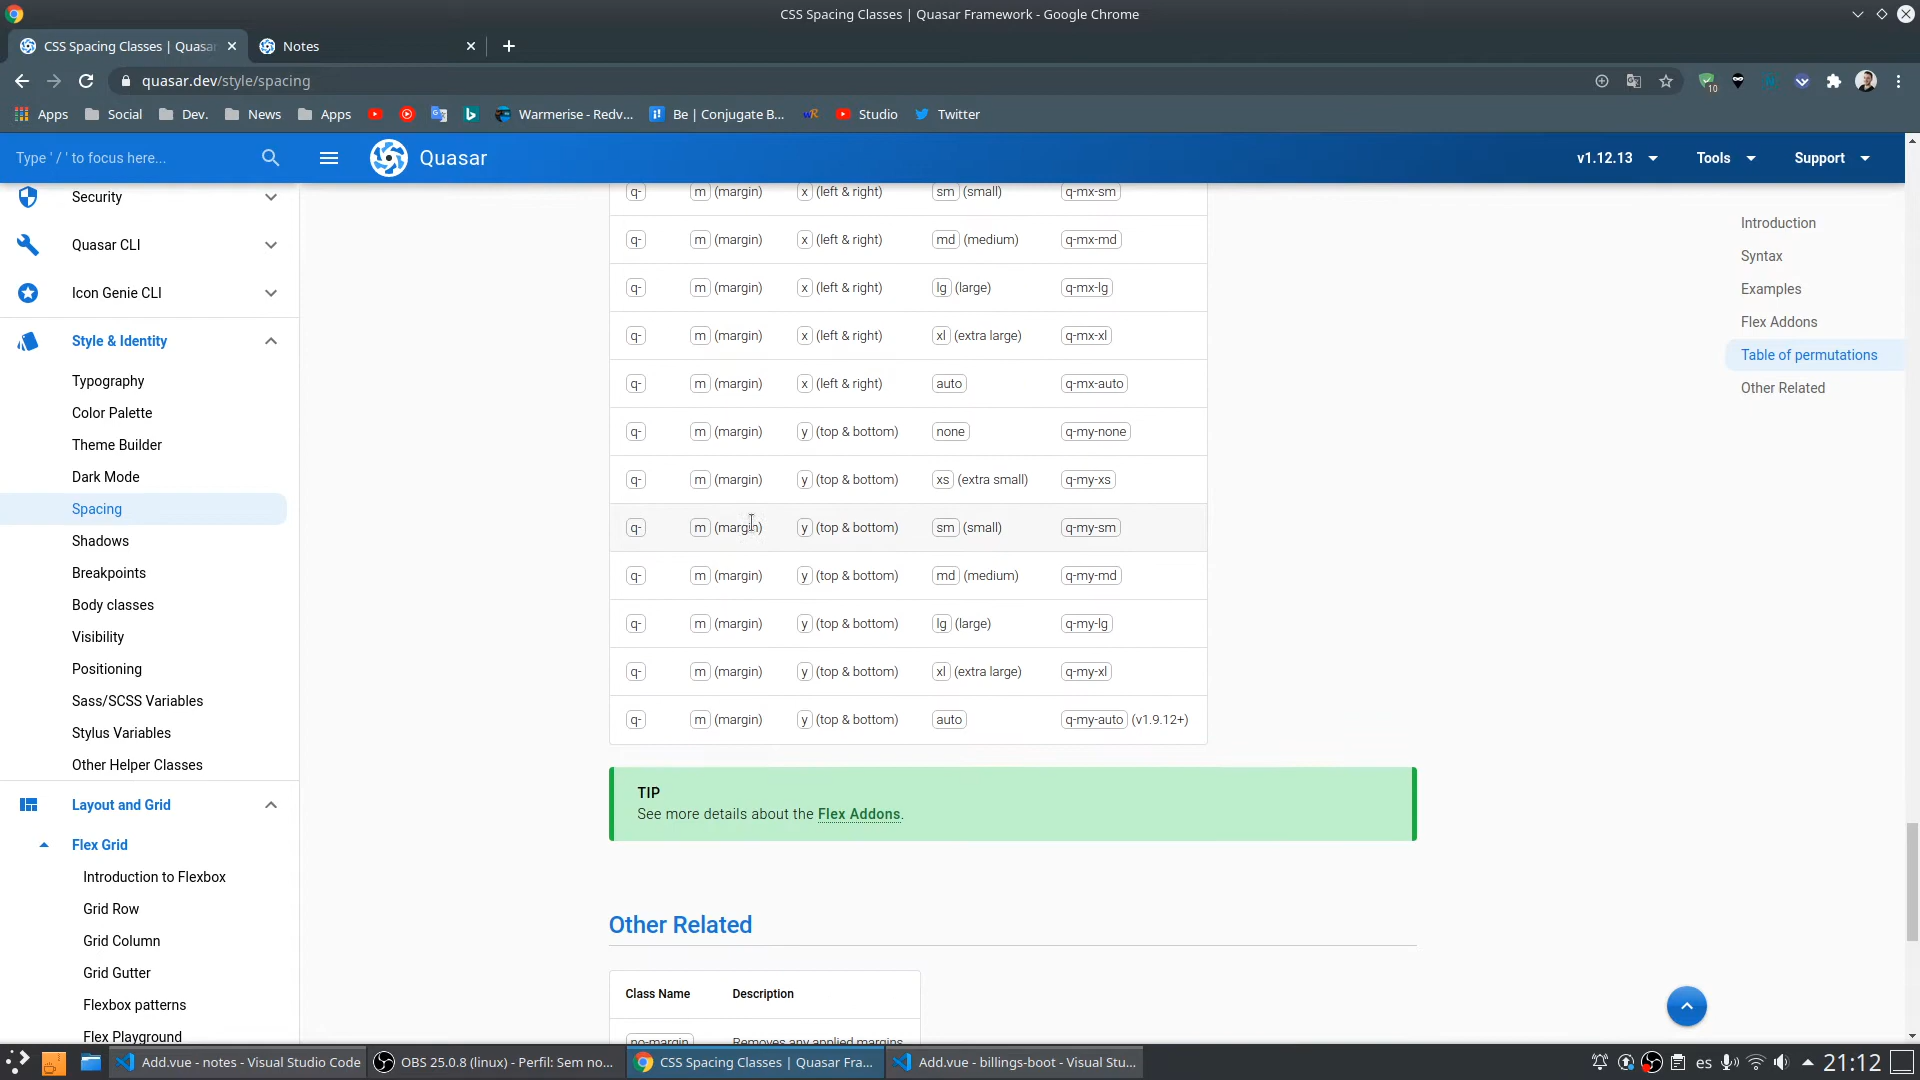 CSS Spacing Classes | Quasar Framework - Google Chrome
CSS Spacing Classes | Quasar
Notes
quasar.dev/style/spacing
10
Apps
Social
Dev.
News
Apps
Warmerise - Redv...
Be | Conjugate B...
Studio
Twitter
Type ' / ' to focus here...
Quasar
v1.12.13
Tools
Support
Security
Quasar CLI
Icon Genie CLI
Style & Identity
Typography
Color Palette
Theme Builder
Dark Mode
Spacing
Shadows
Breakpoints
Body classes
Visibility
Positioning
Sass/SCSS Variables
Stylus Variables
Other Helper Classes
Layout and Grid
Flex Grid
Introduction to Flexbox
Grid Row
Grid Column
Grid Gutter
Flexbox patterns
Flex Playground
q- m (margin) x (left & right) sm (small) q-mx-sm
q- m (margin) x (left & right) md (medium) q-mx-md
q- m (margin) x (left & right) lg (large) q-mx-lg
q- m (margin) x (left & right) xl (extra large) q-mx-xl
q- m (margin) x (left & right) auto q-mx-auto
q- m (margin) y (top & bottom) none q-my-none
q- m (margin) y (top & bottom) xs (extra small) q-my-xs
q- m (margin) y (top & bottom) sm (small) q-my-sm
q- m (margin) y (top & bottom) md (medium) q-my-md
q- m (margin) y (top & bottom) lg (large) q-my-lg
q- m (margin) y (top & bottom) xl (extra large) q-my-xl
q- m (margin) y (top & bottom) auto q-my-auto (v1.9.12+)
TIP
See more details about the Flex Addons.
Other Related
Class Name Description
no-margin Removes any applied margins
Introduction
Syntax
Examples
Flex Addons
Table of permutations
Other Related
Add.vue - notes - Visual Studio Code
OBS 25.0.8 (linux) - Perfil: Sem no...
CSS Spacing Classes | Quasar Fra...
Add.vue - billings-boot - Visual Stu...
es
21:12